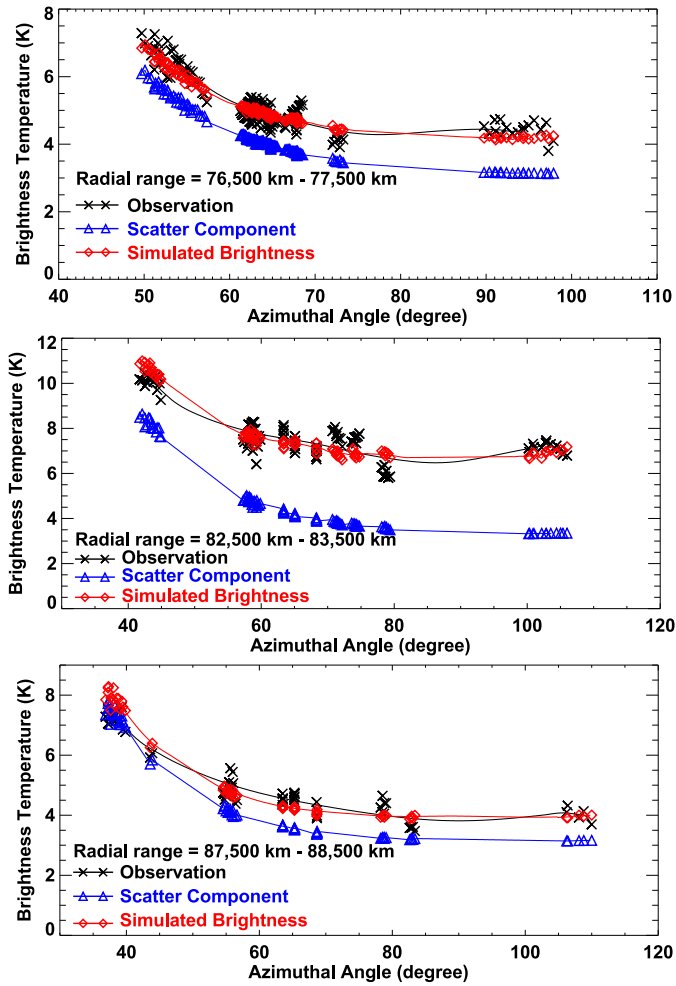 Brightness Temperature (K)
8
6
4
2
0
Radial range = 76,500 km - 77,500 km
Observation
Scatter Component
Simulated Brightness
40 50 60 70 80 90 100 110
Azimuthal Angle (degree)
Brightness Temperature (K)
12
10
8
6
4
2
0
Radial range = 82,500 km - 83,500 km
Observation
Scatter Component
Simulated Brightness
40 60 80 100 120
Azimuthal Angle (degree)
Brightness Temperature (K)
8
6
4
2
0
Radial range = 87,500 km - 88,500 km
Observation
Scatter Component
Simulated Brightness
40 60 80 100 120
Azimuthal Angle (degree)